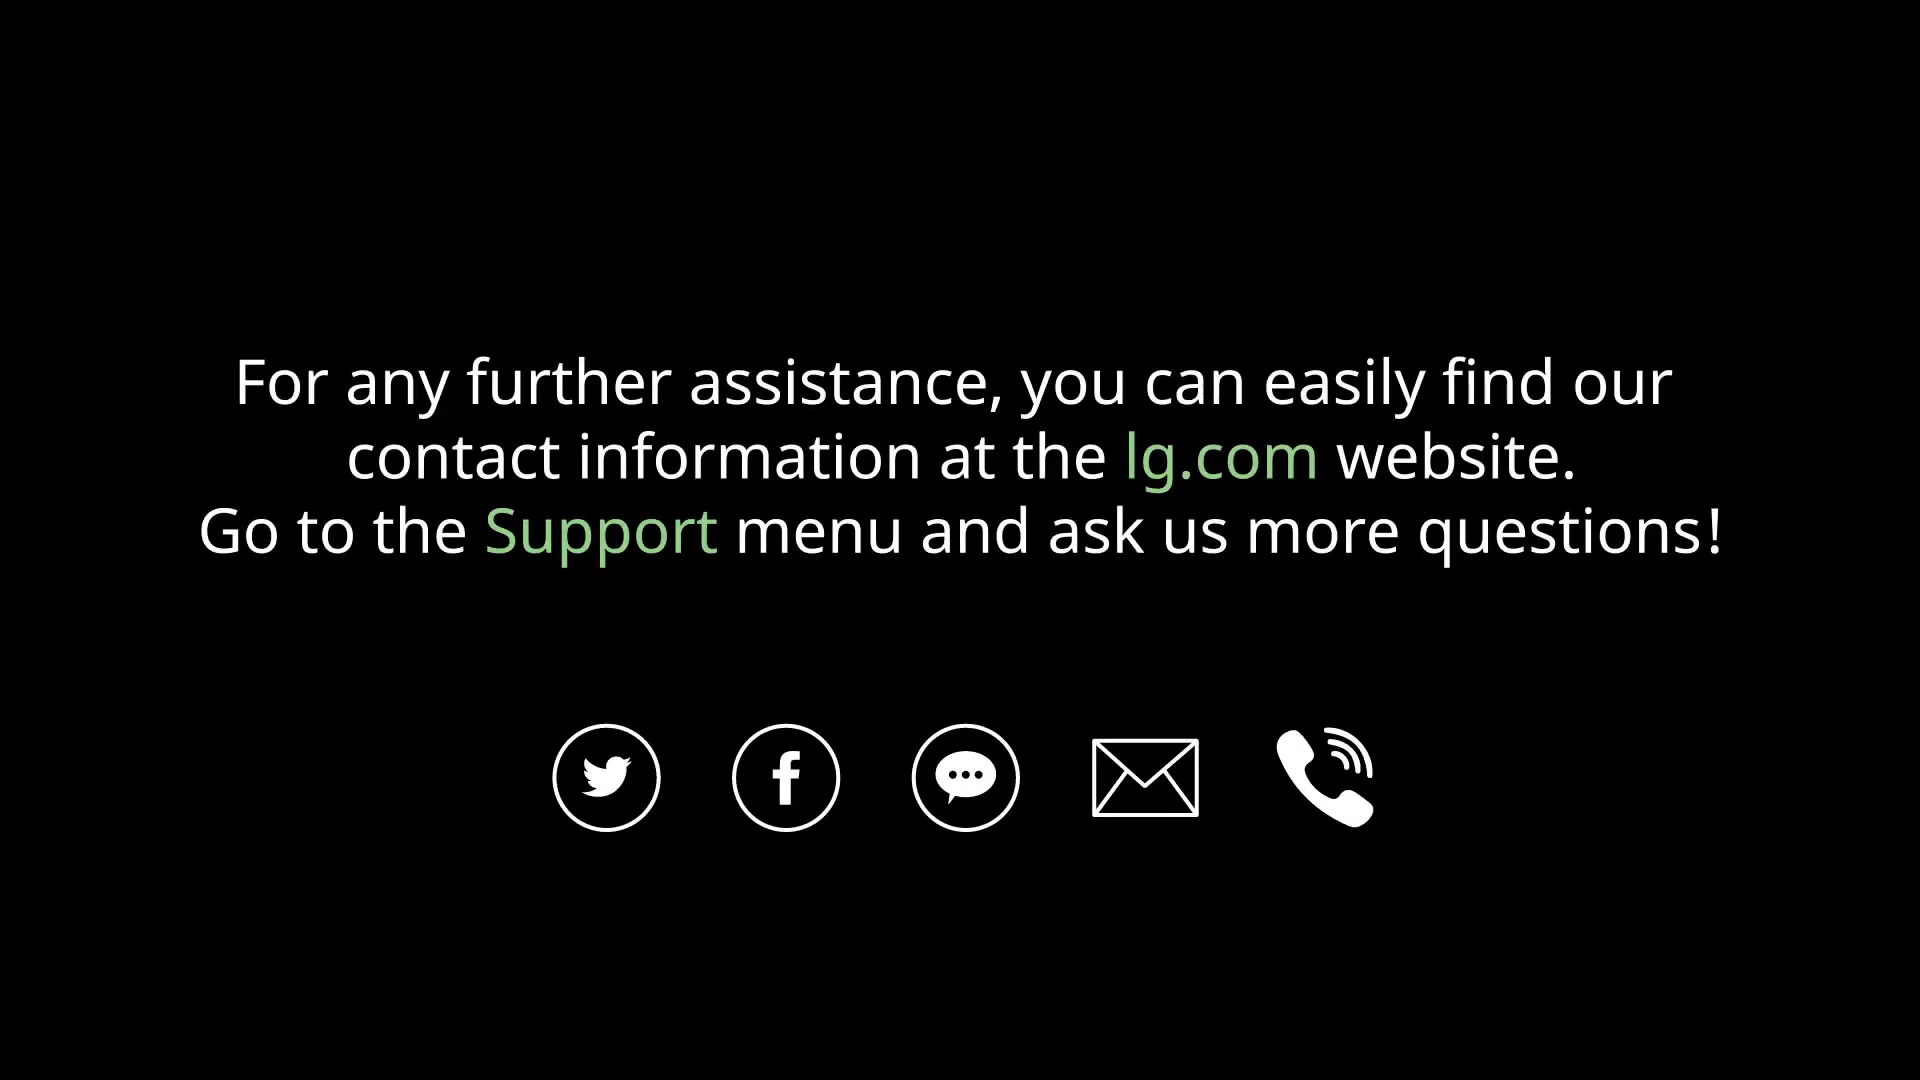 For any further assistance, you can easily find our
contact information at the lg.com website.
Go to the Support menu and ask us more questions!